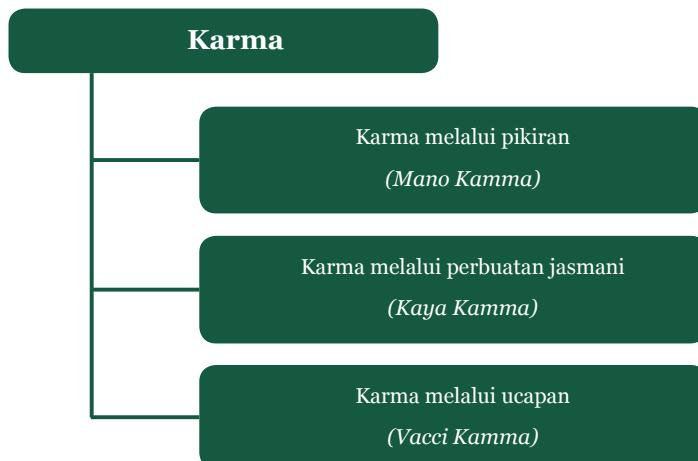 Karma
Karma melalui pikiran
(Mano Kamma)
Karma melalui perbuatan jasmani
(Kaya Kamma)
Karma melalui ucapan
(Vacci Kamma)